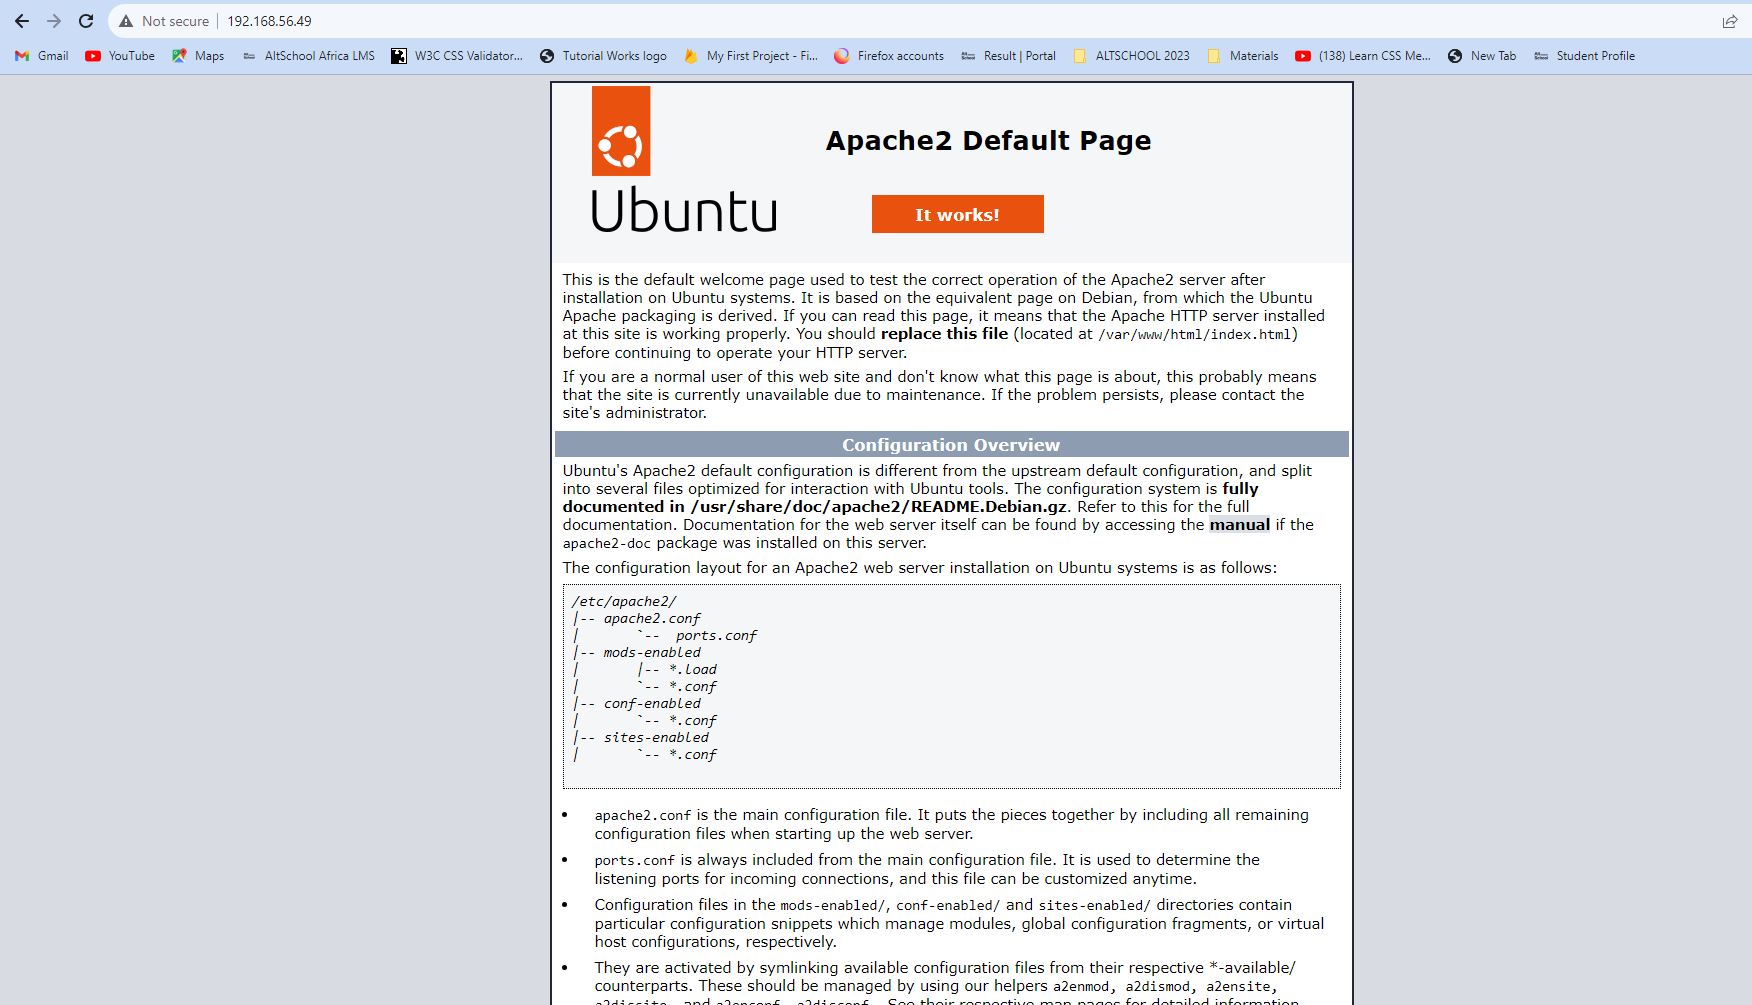 Not secure 192.168.56.49
Gmail YouTube Maps AltSchool Africa LMS W3C CSS Validator... Tutorial Works logo My First Project - Fi... Firefox accounts Result | Portal ALTSCHOOL 2023 Materials (138) Learn CSS Me... New Tab Student Profile
Apache2 Default Page
Ubuntu
It works!
This is the default welcome page used to test the correct operation of the Apache2 server after
installation on Ubuntu systems. It is based on the equivalent page on Debian, from which the Ubuntu
Apache packaging is derived. If you can read this page, it means that the Apache HTTP server installed
at this site is working properly. You should replace this file (located at /var/www/html/index.html)
before continuing to operate your HTTP server.
If you are a normal user of this web site and don't know what this page is about, this probably means
that the site is currently unavailable due to maintenance. If the problem persists, please contact the
site's administrator.
Configuration Overview
Ubuntu's Apache2 default configuration is different from the upstream default configuration, and split
into several files optimized for interaction with Ubuntu tools. The configuration system is fully
documented in /usr/share/doc/apache2/README.Debian.gz. Refer to this for the full
documentation. Documentation for the web server itself can be found by accessing the manual if the
apache2-doc package was installed on this server.
The configuration layout for an Apache2 web server installation on Ubuntu systems is as follows:
/etc/apache2/
|-- apache2.conf
|       `--  ports.conf
|-- mods-enabled
|       |-- *.load
|       `-- *.conf
|-- conf-enabled
|       `-- *.conf
|-- sites-enabled
|       `-- *.conf
• apache2.conf is the main configuration file. It puts the pieces together by including all remaining
configuration files when starting up the web server.
• ports.conf is always included from the main configuration file. It is used to determine the
listening ports for incoming connections, and this file can be customized anytime.
• Configuration files in the mods-enabled/, conf-enabled/ and sites-enabled/ directories contain
particular configuration snippets which manage modules, global configuration fragments, or virtual
host configurations, respectively.
• They are activated by symlinking available configuration files from their respective *-available/
counterparts. These should be managed by using our helpers a2enmod, a2dismod, a2ensite,
a2dissite, and a2enconf, a2disconf . See their respective man pages for detailed information.